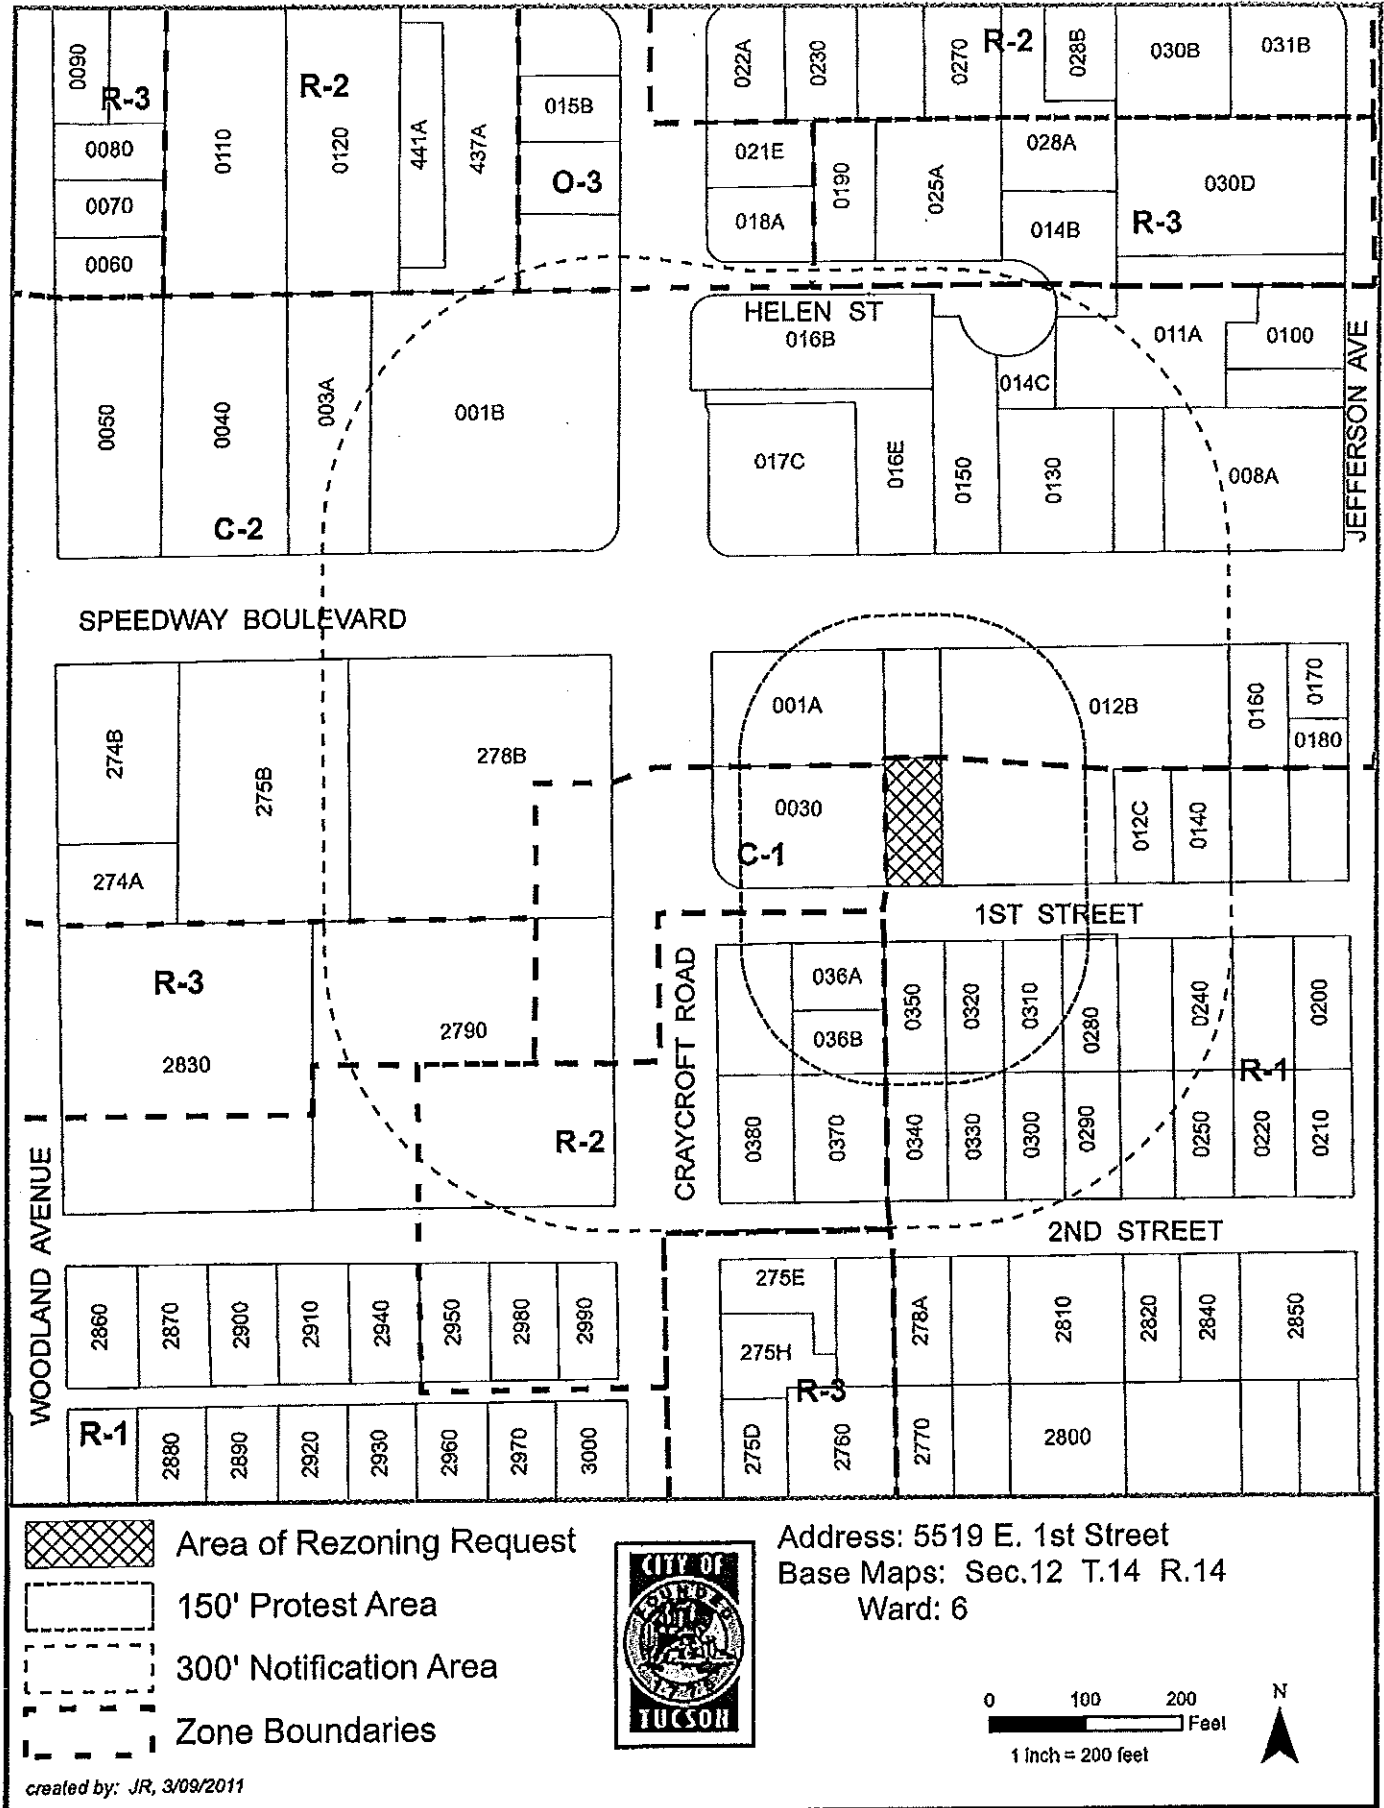 0090
R-3
0080
0070
0060
0110
R-2
0120
441A
437A
015B
O-3
022A
0230
0270
R-2
028B
030B
031B
021E
018A
0190
025A
028A
014B
030D
R-3
HELEN ST
016B
011A
0100
014C
JEFFERSON AVE
0050
0040
003A
001B
C-2
017C
016E
0150
0130
008A
SPEEDWAY BOULEVARD
274B
275B
278B
274A
001A
012B
0160
0170
0180
0030
C-1
012C
0140
1ST STREET
R-3
2830
2790
R-2
CRAYCROFT ROAD
036A
036B
0350
0320
0310
0280
0240
0200
R-1
0380
0370
0340
0330
0300
0290
0250
0220
0210
2ND STREET
WOODLAND AVENUE
2860
2870
2900
2910
2940
2950
2980
2990
R-1
2880
2890
2920
2930
2960
2970
3000
275E
275H
R-3
275D
2760
278A
2770
2810
2820
2840
2850
2800
Area of Rezoning Request
150' Protest Area
300' Notification Area
Zone Boundaries
created by: JR, 3/09/2011
CITY OF
FOUNDED
1775
TUCSON
Address: 5519 E. 1st Street
Base Maps: Sec.12 T.14 R.14
Ward: 6
0 100 200
Feet
1 inch = 200 feet
N